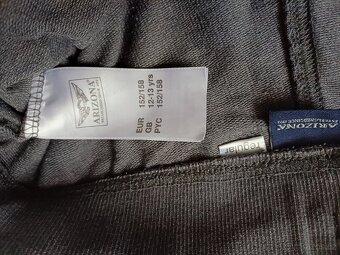 ARIZONA
EUR 152/158
GB 12-13 yrs
PYC 152/158
regular
ARIZONA